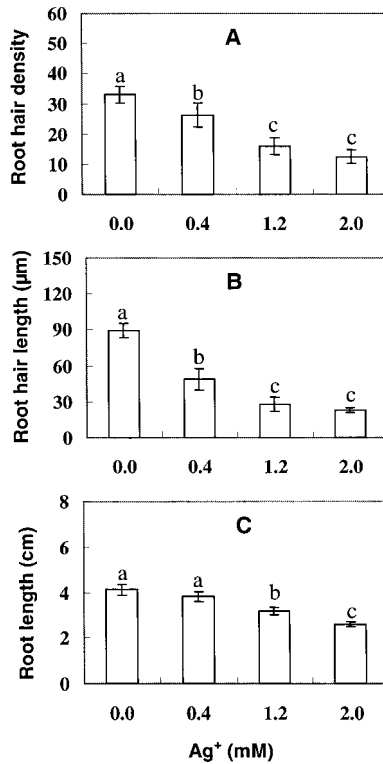 A
Root hair density
60
50
40
30
20
10
0
a
b
c
c
0.0 0.4 1.2 2.0
B
Root hair length (µm)
150
120
90
60
30
0
a
b
c
c
0.0 0.4 1.2 2.0
C
Root length (cm)
8
6
4
2
0
a
a
b
c
0.0 0.4 1.2 2.0
Ag⁺ (mM)